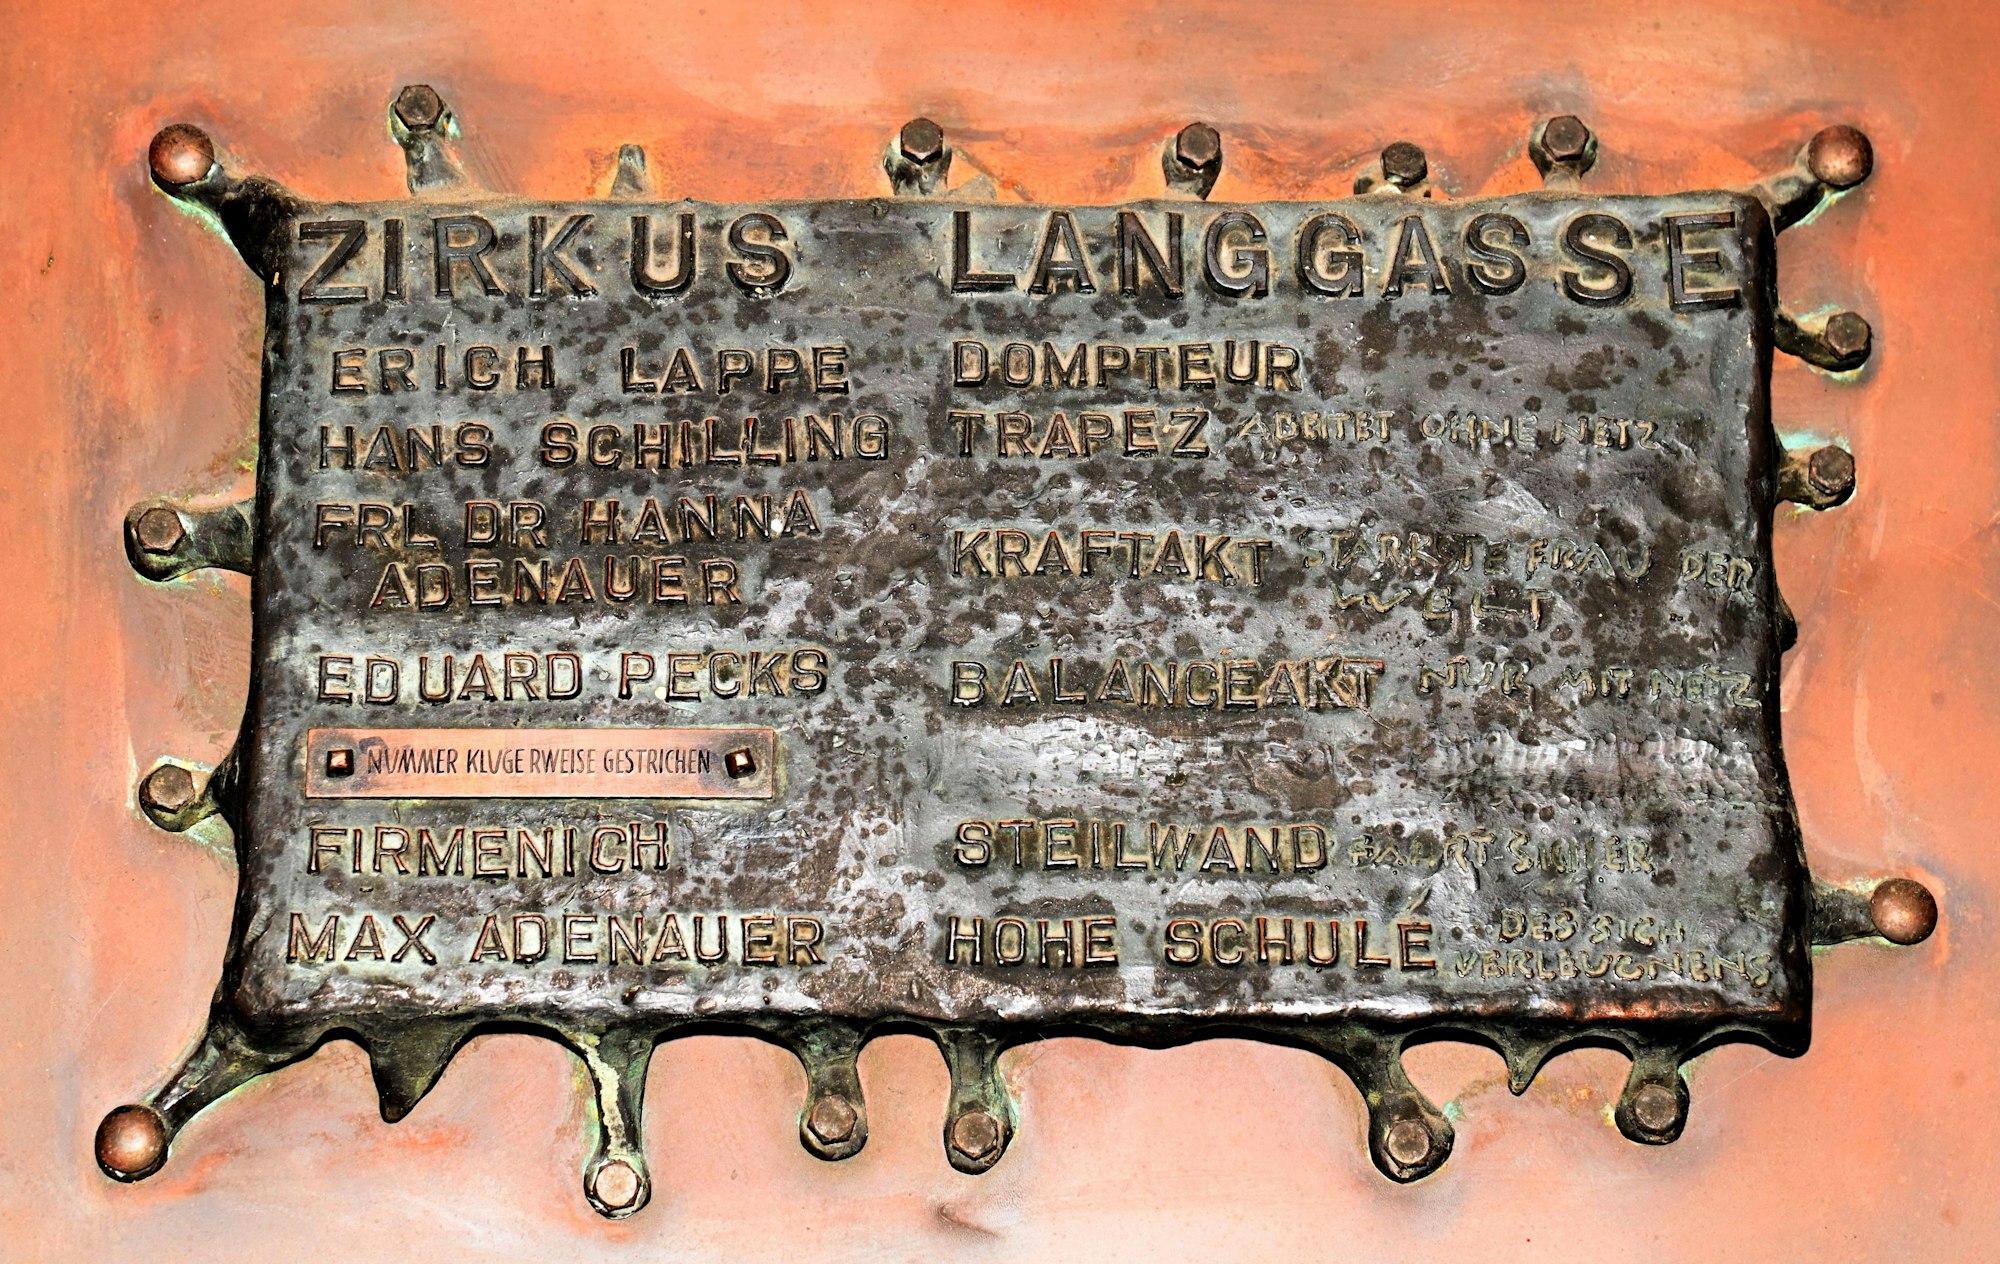 ZIRKUS LANGGASSE
ERICH LAPPE DOMPTEUR
HANS SCHILLING TRAPEZ ABEITET OHNE NETZ
FRL DR HANNA
ADENAUER KRAFTAKT STÄRKSTE FRAU DER
WELT
EDUARD PECKS BALANCEAKT NUR MIT NETZ
NUMMER KLUGERWEISE GESTRICHEN
FIRMENICH STEILWAND FÄHRT SICHER
MAX ADENAUER HOHE SCHULE DES SICH
VERLEUGNENS